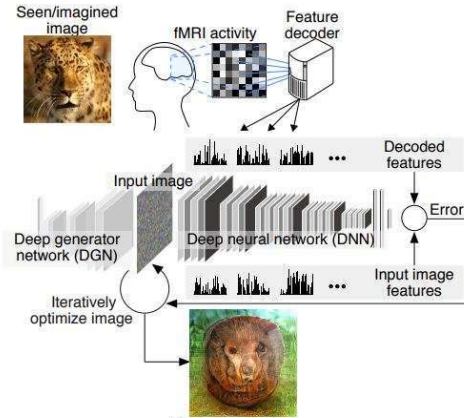 Seen/imagined
image
fMRI activity
Feature
decoder
Decoded
features
Input image
Error
Deep generator
network (DGN)
Deep neural network (DNN)
Input image
features
Iteratively
optimize image